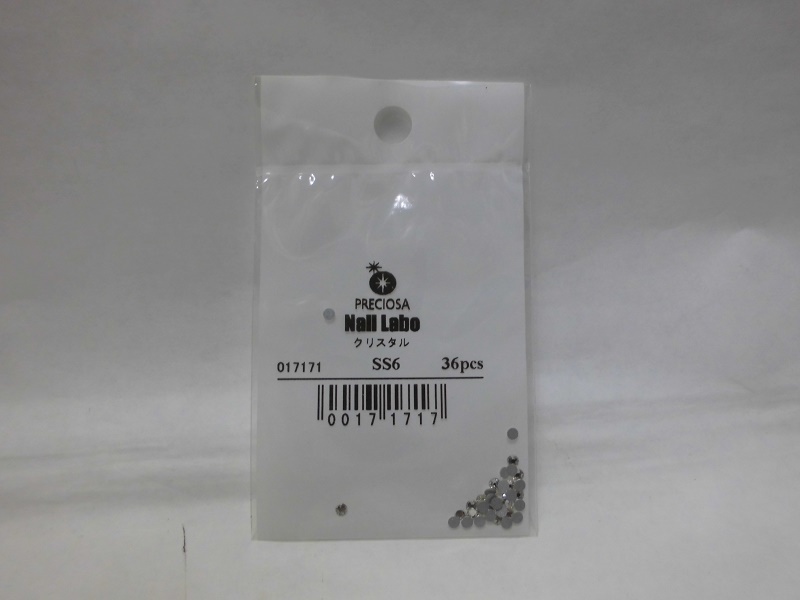 PRECIOSA
Nail Labo
クリスタル
017171 SS6 36pcs
0017 1717